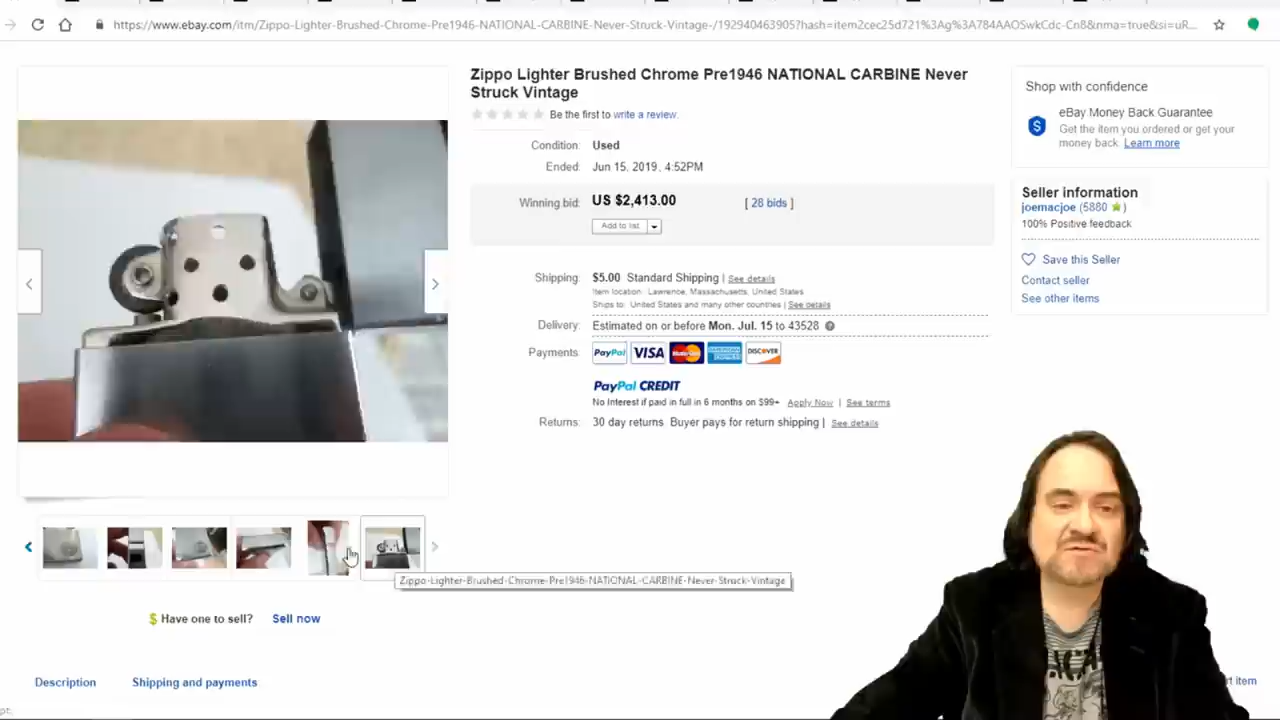 https://www.ebay.com/itm/Zippo-Lighter-Brushed-Chrome-Pre1946-NATIONAL-CARBINE-Never-Struck-Vintage-/192940463905?hash=item2cec25d721%3Ag%3A784AAOSwkCdc-Cn8&nma=true&si=uR...
Zippo Lighter Brushed Chrome Pre1946 NATIONAL CARBINE Never
Struck Vintage
Be the first to write a review.
Condition: Used
Ended: Jun 15, 2019, 4:52PM
Winning bid: US $2,413.00 [ 28 bids ]
Add to list
Shipping: $5.00 Standard Shipping | See details
Item location: Lawrence, Massachusetts, United States
Ships to: United States and many other countries | See details
Delivery: Estimated on or before Mon. Jul. 15 to 43528
Payments: PayPal VISA MasterCard AMERICAN EXPRESS DISCOVER
PayPal CREDIT
No Interest if paid in full in 6 months on $99+ Apply Now | See terms
Returns: 30 day returns Buyer pays for return shipping | See details
Shop with confidence
eBay Money Back Guarantee
Get the item you ordered or get your
money back. Learn more
Seller information
joemacjoe (5880 )
100% Positive feedback
Save this Seller
Contact seller
See other items
Zippo-Lighter-Brushed-Chrome-Pre1946-NATIONAL-CARBINE-Never-Struck-Vintage
$ Have one to sell? Sell now
Description Shipping and payments
item